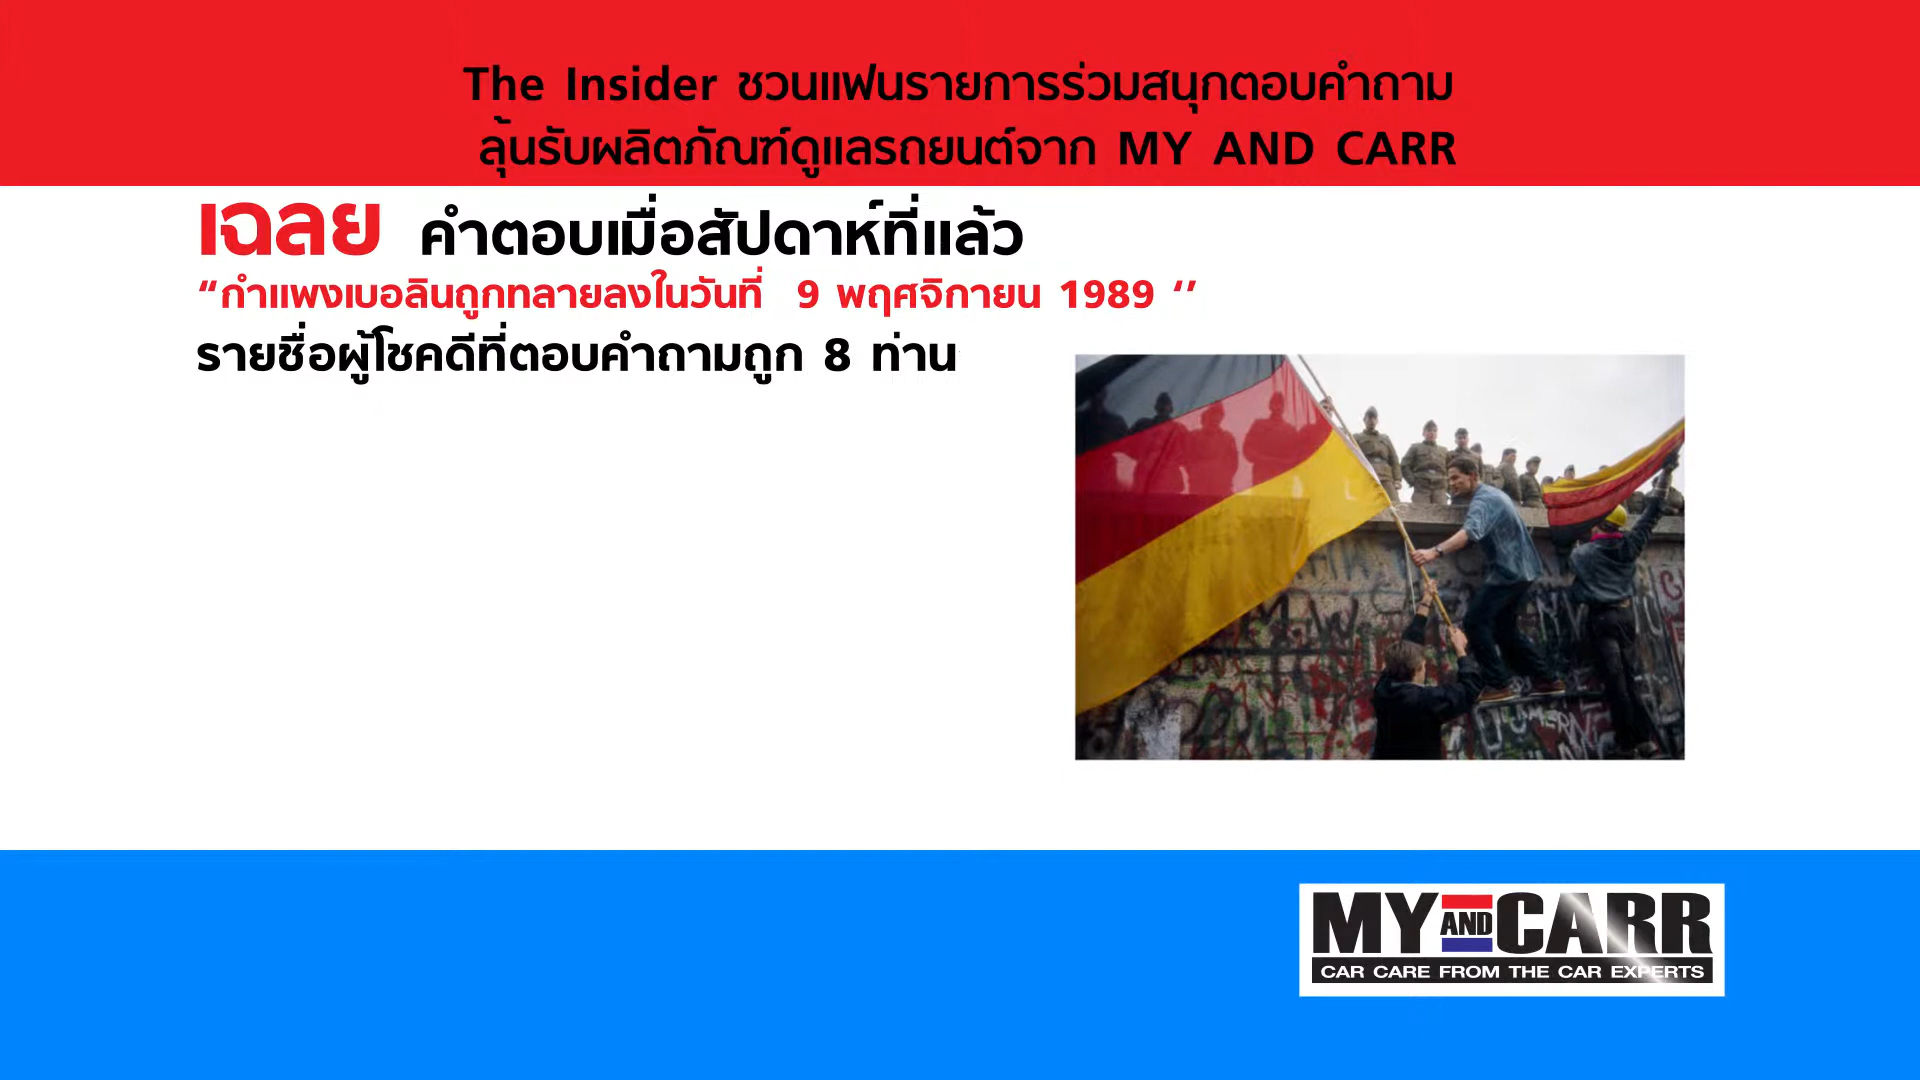 The Insider ชวนแฟนรายการร่วมสนุกตอบคำถาม
ลุ้นรับผลิตภัณฑ์ดูแลรถยนต์จาก MY AND CARR
เฉลย คำตอบเมื่อสัปดาห์ที่แล้ว
“กำแพงเบอลินถูกทลายลงในวันที่ 9 พฤศจิกายน 1989 ‘’
รายชื่อผู้โชคดีที่ตอบคำถามถูก 8 ท่าน
MY AND CARR
CAR CARE FROM THE CAR EXPERTS